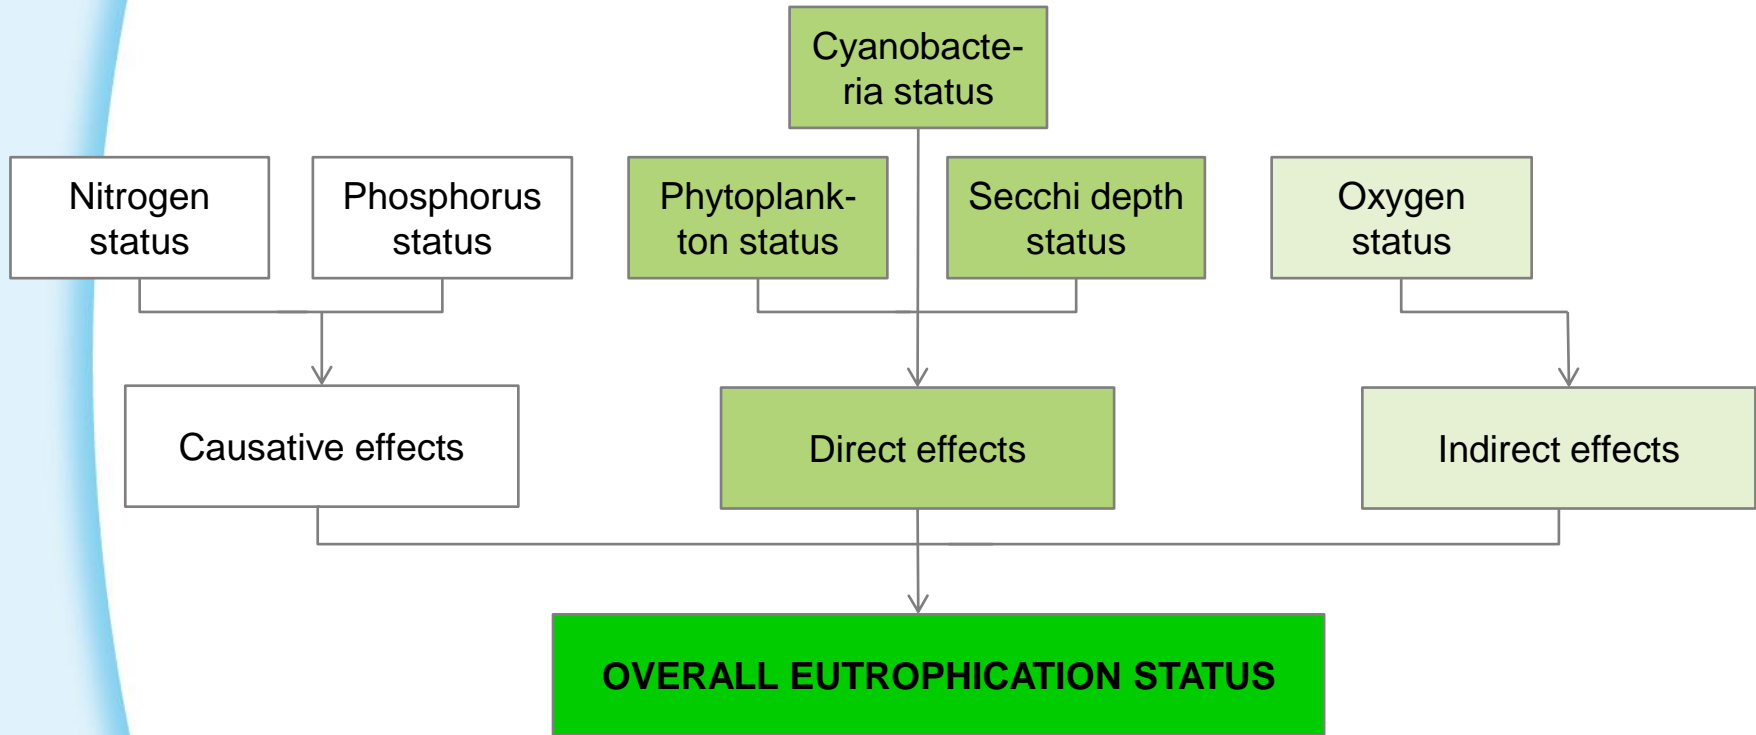 Cyanobacte-
ria status
Nitrogen
status
Phosphorus
status
Phytoplank-
ton status
Secchi depth
status
Oxygen
status
Causative effects
Direct effects
Indirect effects
OVERALL EUTROPHICATION STATUS